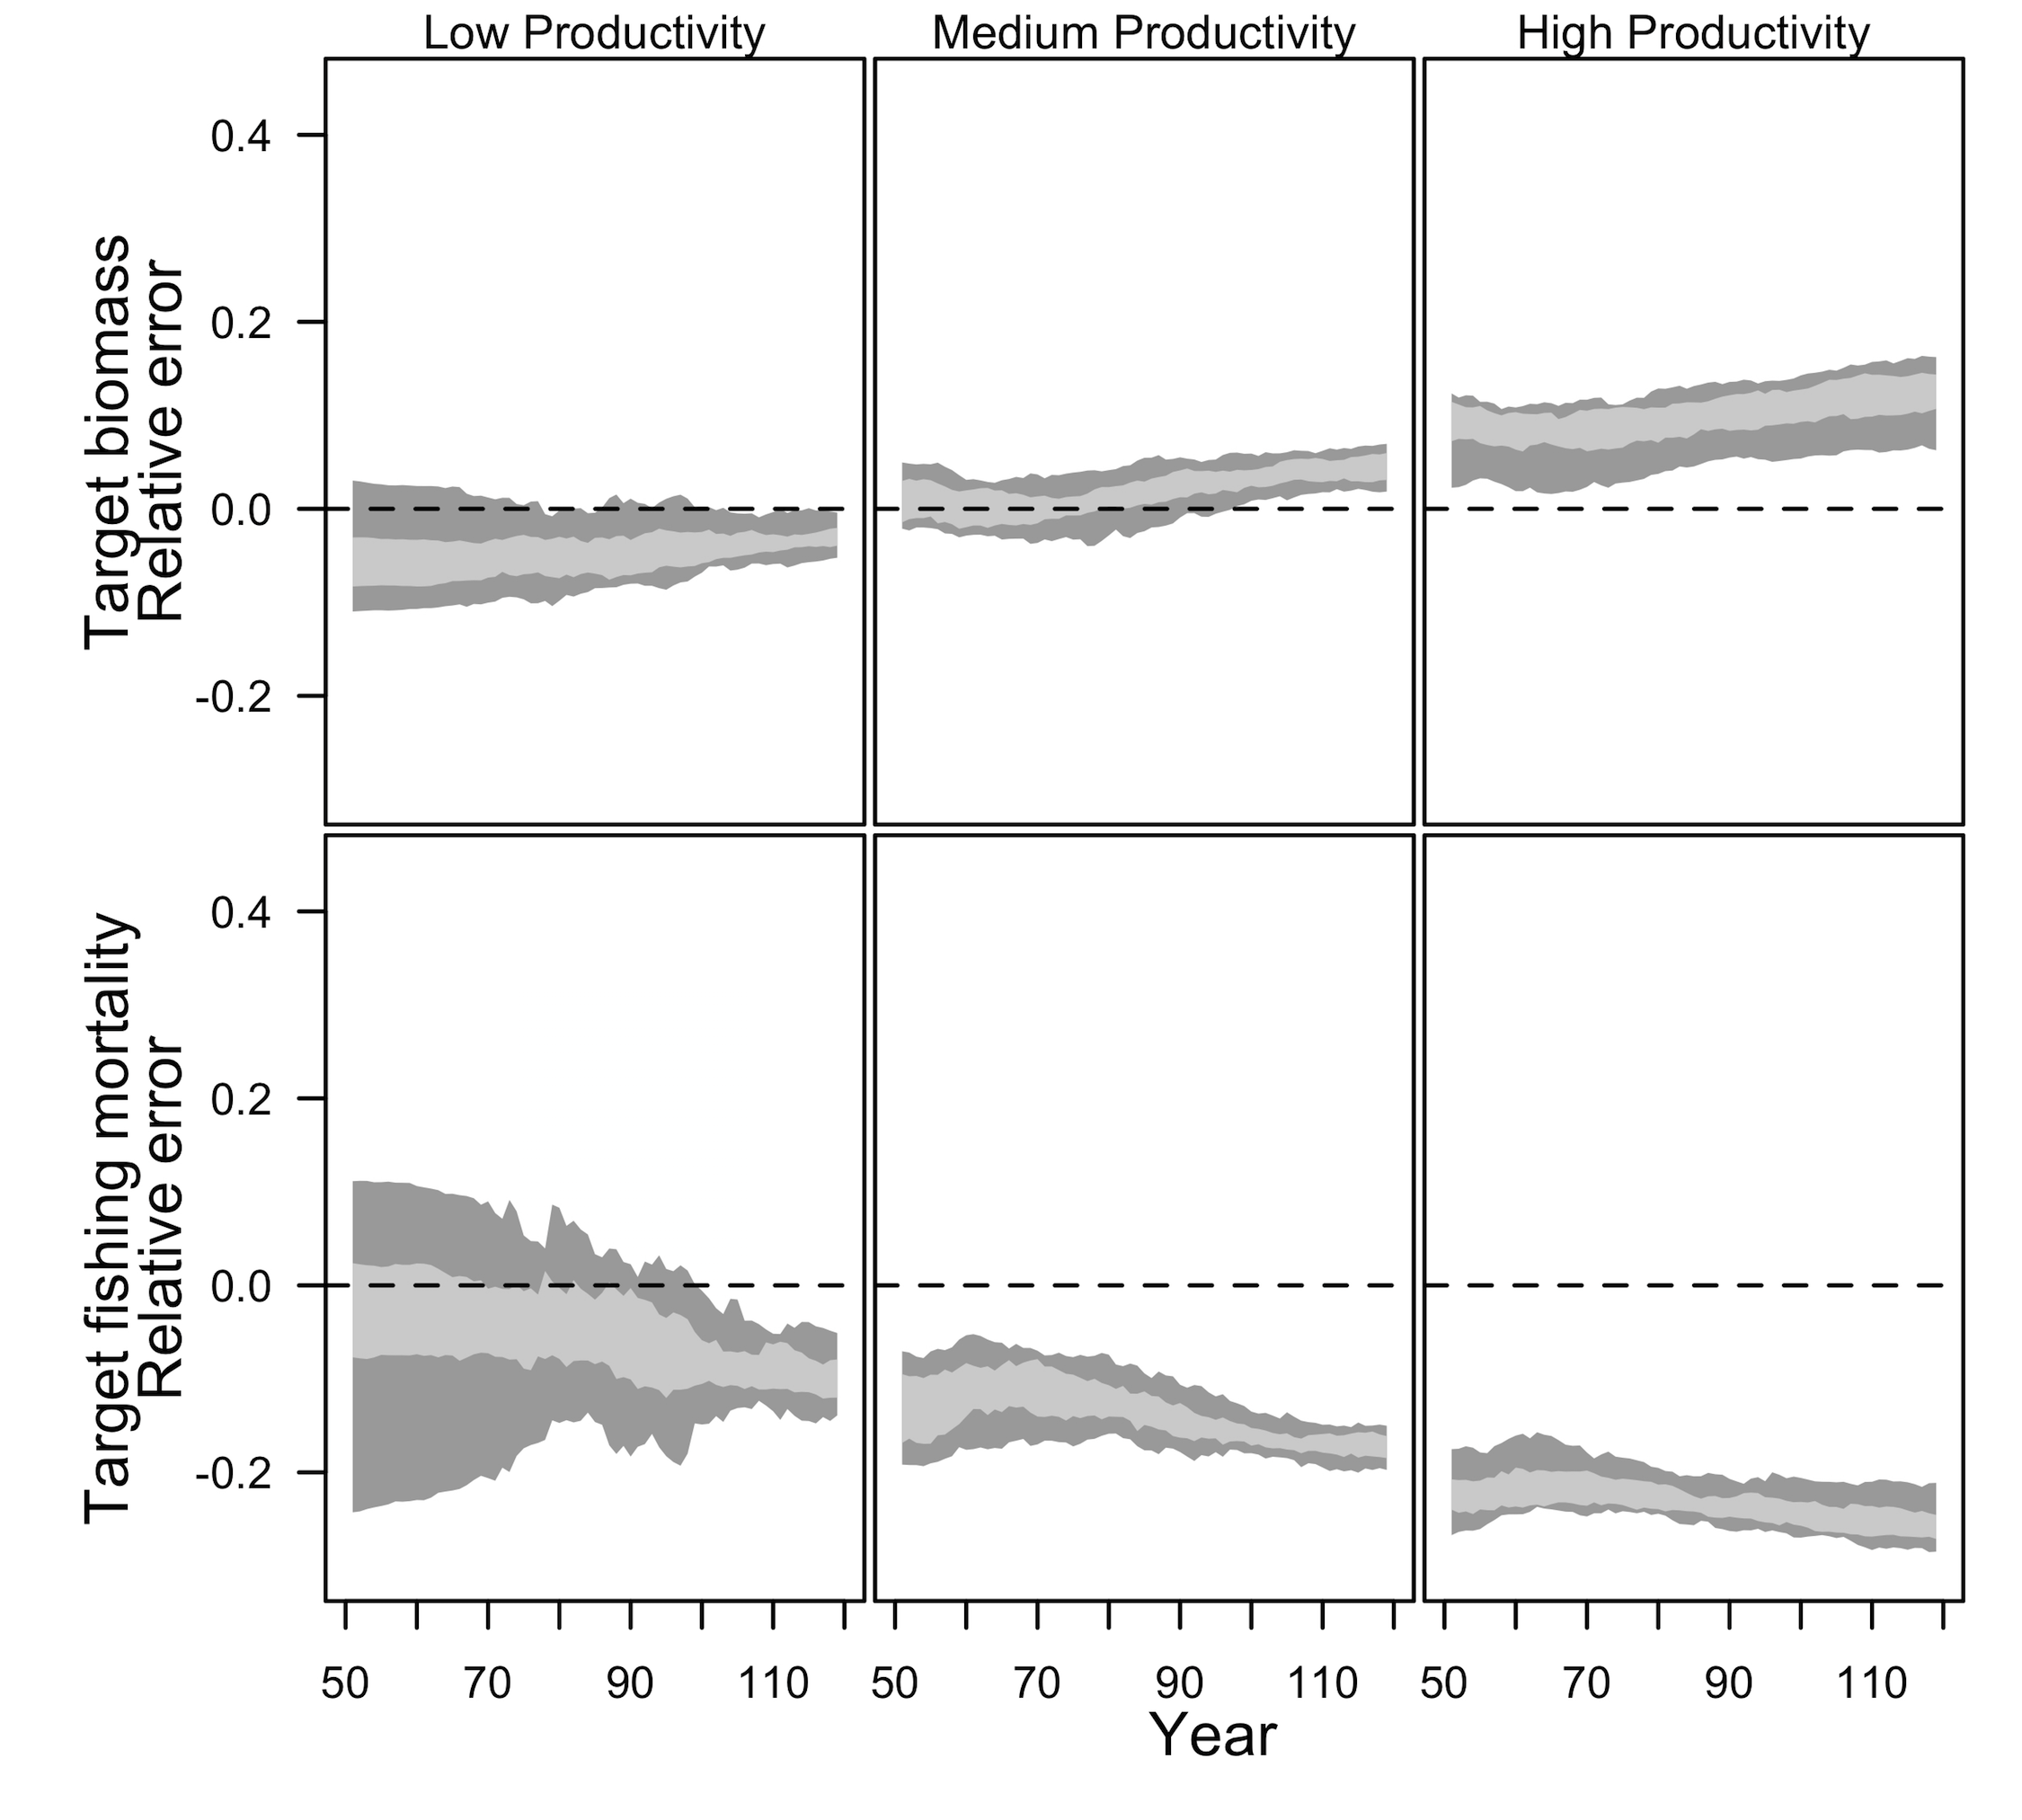 Low Productivity Medium Productivity High Productivity
Target biomass
Relative error
0.4
0.2
0.0
-0.2
Target fishing mortality
Relative error
0.4
0.2
0.0
-0.2
50 70 90 110 50 70 90 110 50 70 90 110
Year